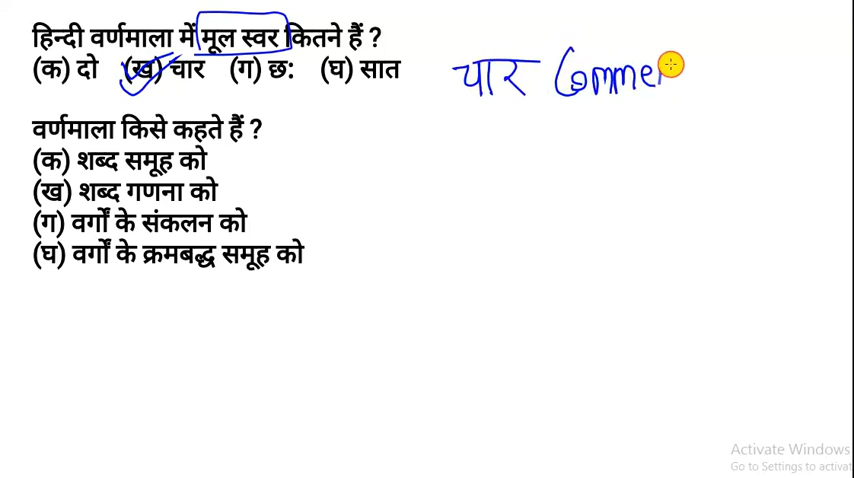 हिन्दी वर्णमाला में मूल स्वर कितने हैं ?
(क) दो (ख) चार (ग) छ: (घ) सात
चार Comme
वर्णमाला किसे कहते हैं ?
(क) शब्द समूह को
(ख) शब्द गणना को
(ग) वर्गों के संकलन को
(घ) वर्गों के क्रमबद्ध समूह को
Activate Windows
Go to Settings to activat